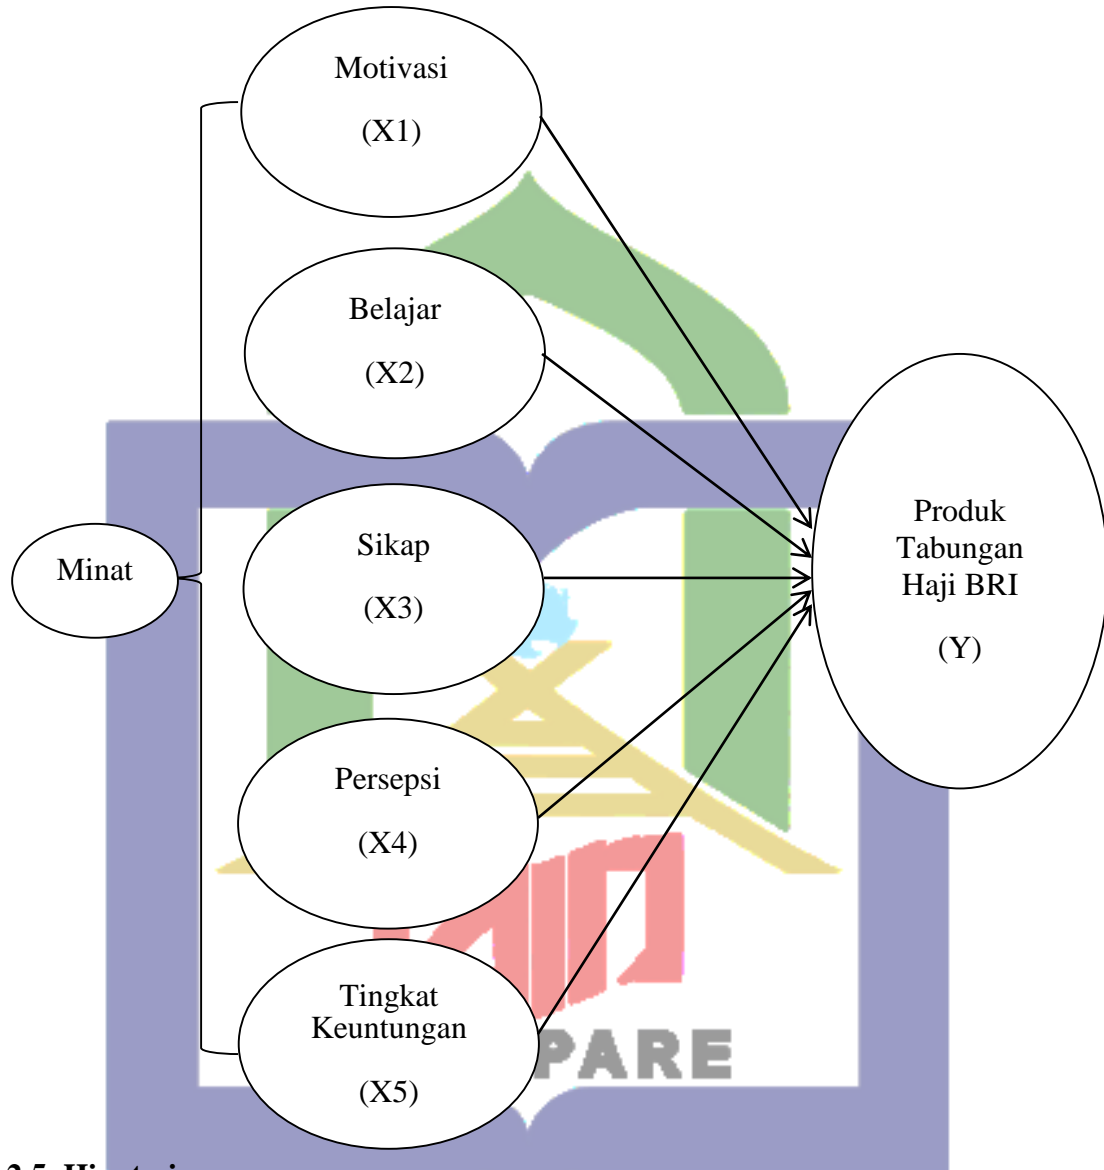 Motivasi
(X1)
Belajar
(X2)
Minat
Sikap
(X3)
Produk
Tabungan
Haji BRI
(Y)
Persepsi
(X4)
Tingkat
Keuntungan
(X5)
PARE